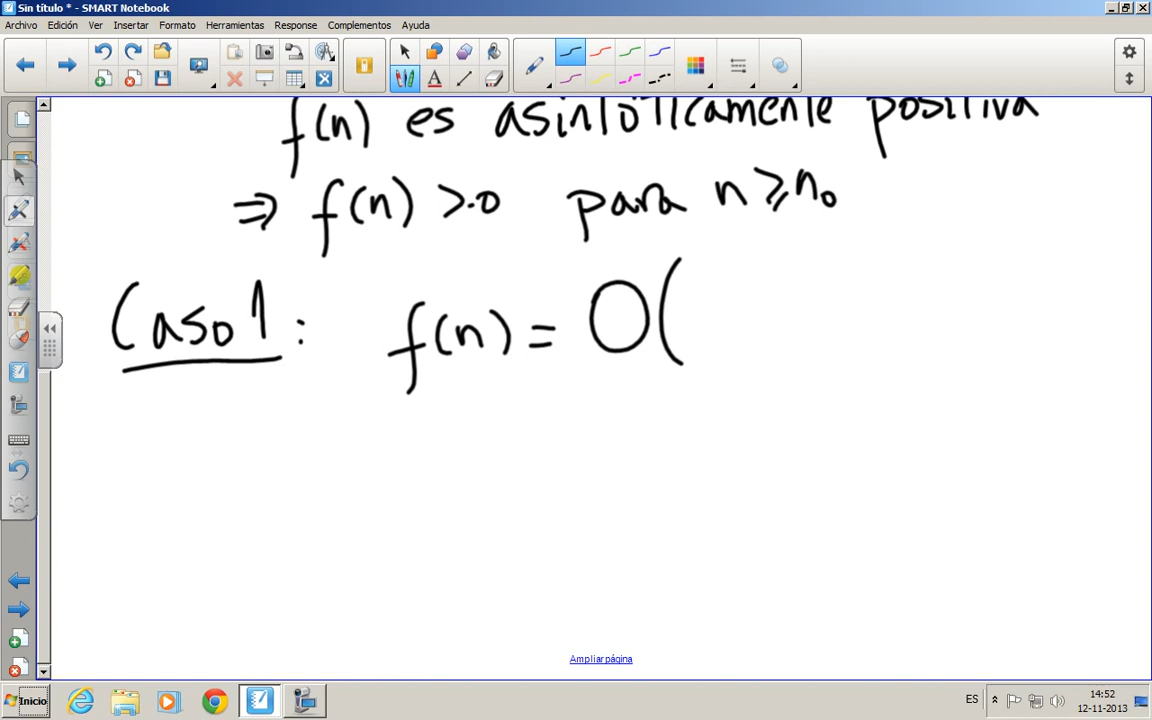 Sin título * - SMART Notebook
Archivo Edición Ver Insertar Formato Herramientas Response Complementos Ayuda
f(n) es asintóticamente positiva
⇒ f(n) > 0 para n ≥ n₀
Caso 1: f(n) = O(
Ampliar página
Inicio
ES
14:52
12-11-2013